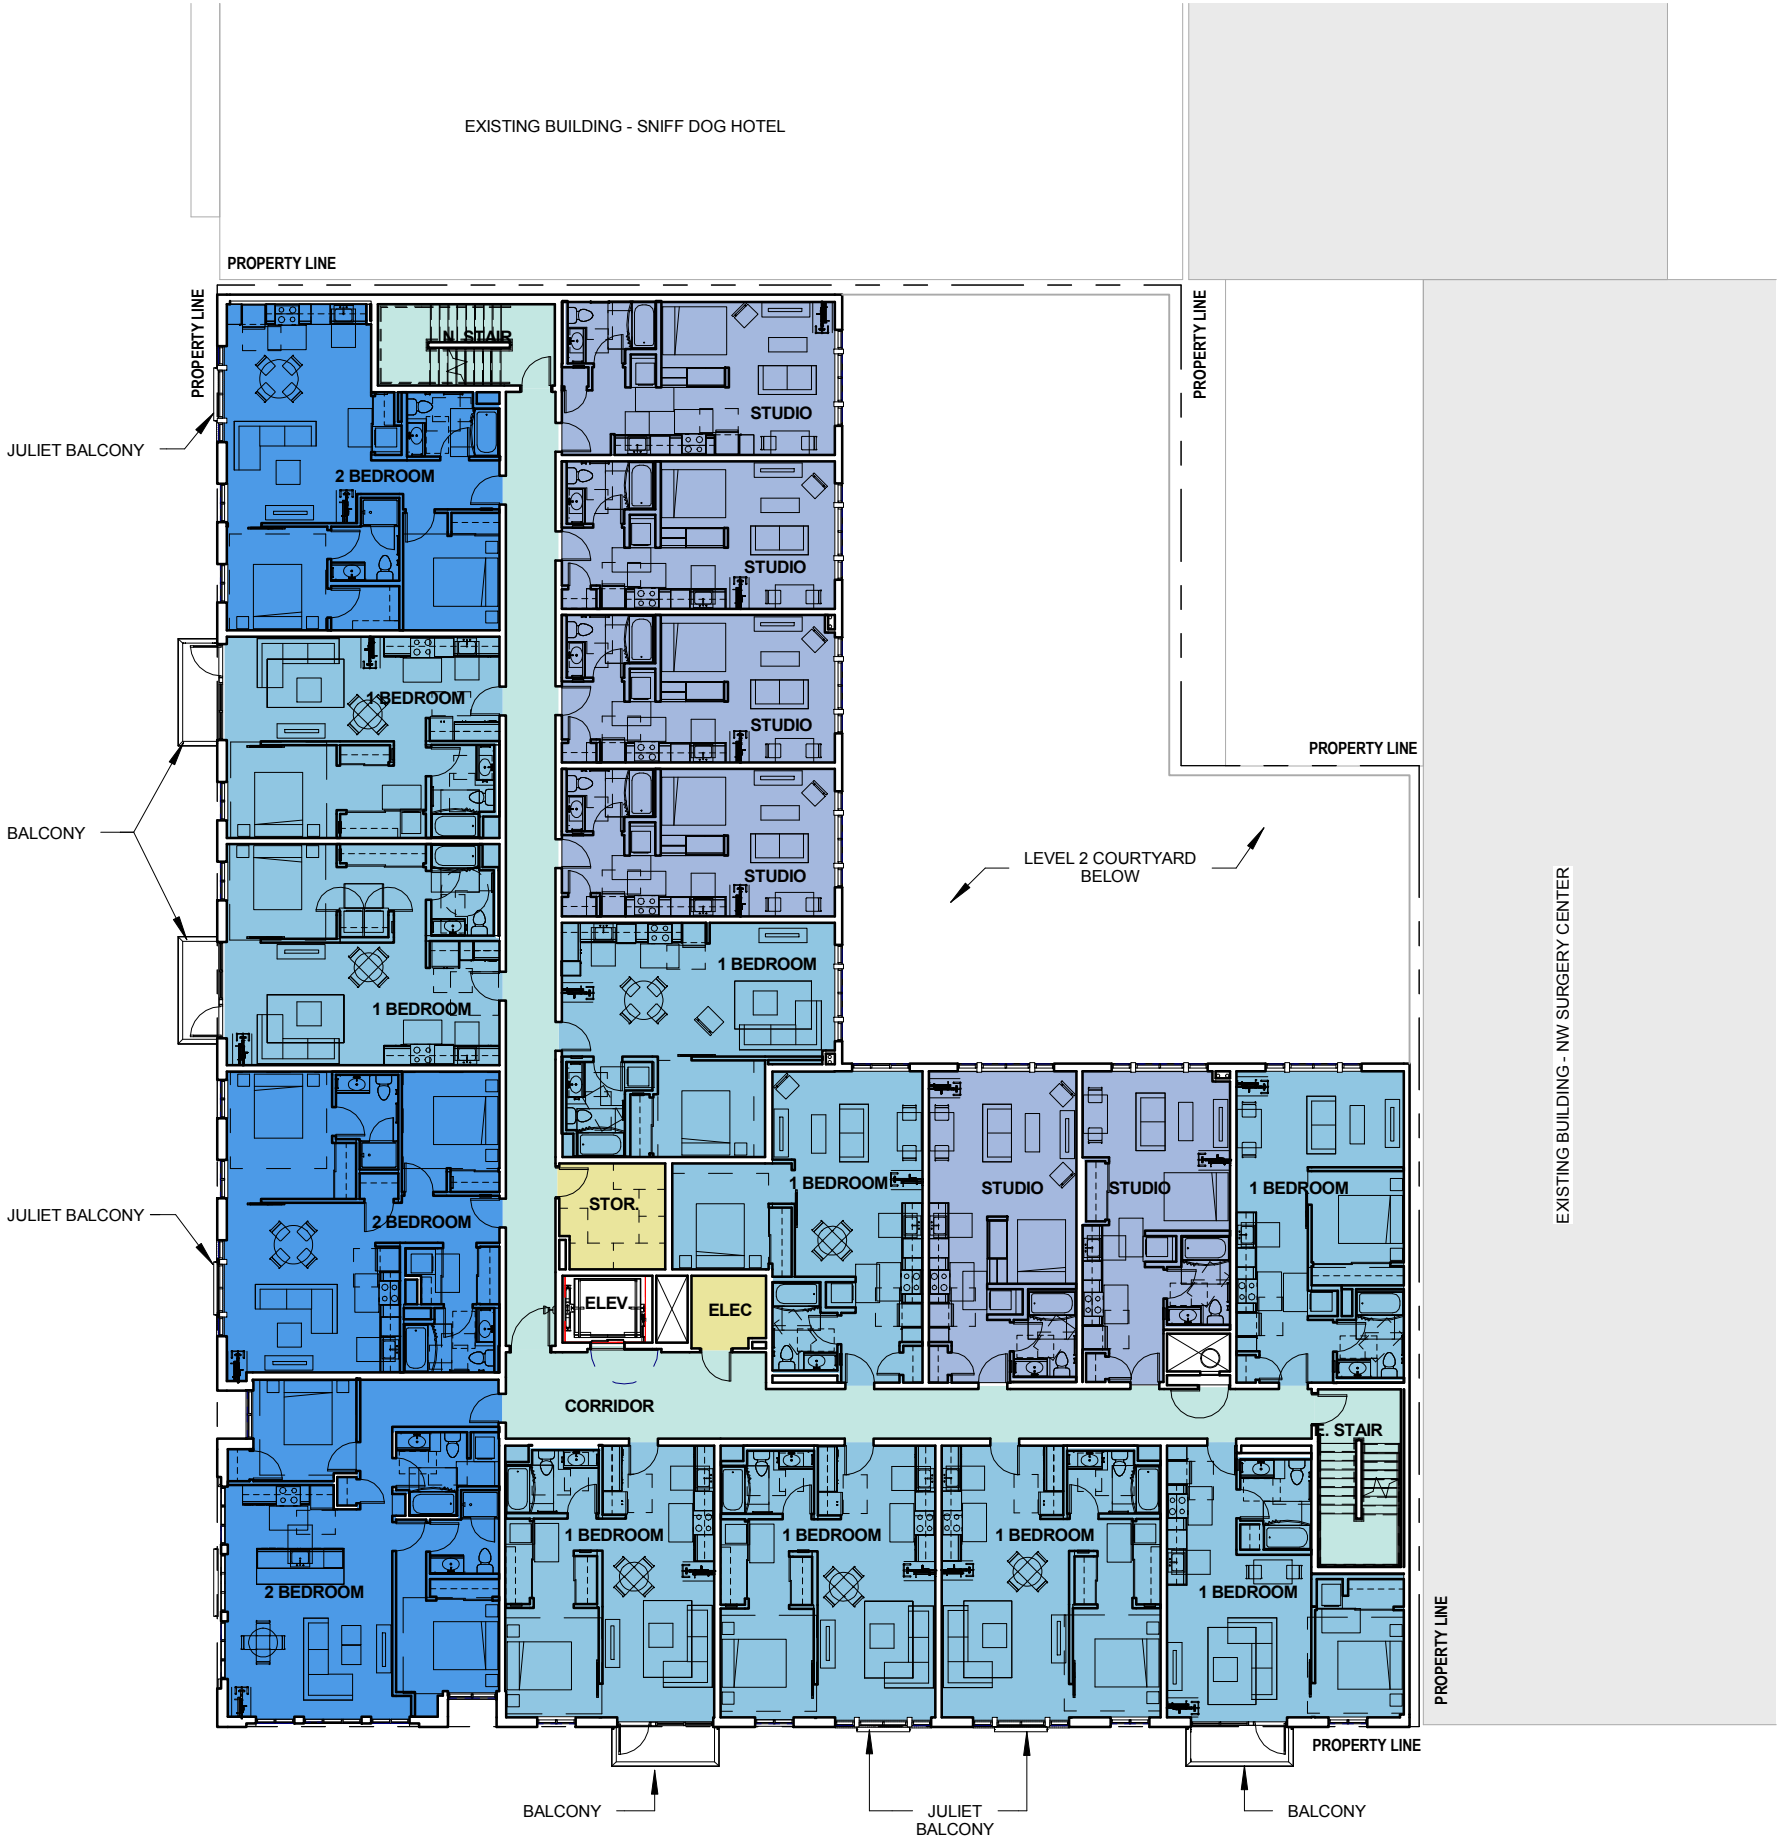 EXISTING BUILDING - SNIFF DOG HOTEL
PROPERTY LINE
PROPERTY LINE
PROPERTY LINE
N. STAIR
STUDIO
JULIET BALCONY
2 BEDROOM
STUDIO
1 BEDROOM
STUDIO
PROPERTY LINE
BALCONY
LEVEL 2 COURTYARD
BELOW
STUDIO
EXISTING BUILDING - NW SURGERY CENTER
1 BEDROOM
1 BEDROOM
1 BEDROOM
STUDIO
STUDIO
1 BEDROOM
STOR.
JULIET BALCONY
2 BEDROOM
ELEV.
ELEC
CORRIDOR
E. STAIR
1 BEDROOM
1 BEDROOM
1 BEDROOM
2 BEDROOM
1 BEDROOM
PROPERTY LINE
PROPERTY LINE
BALCONY
JULIET
BALCONY
BALCONY